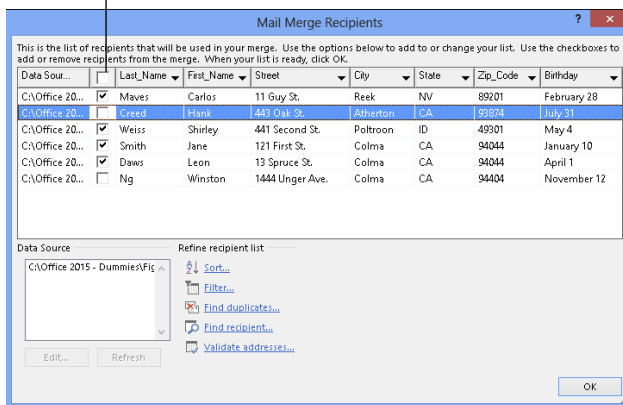 Mail Merge Recipients
?
This is the list of recipients that will be used in your merge. Use the options below to add to or change your list. Use the checkboxes to
add or remove recipients from the merge. When your list is ready, click OK.
Data Sour... Last_Name First_Name Street City State Zip_Code Birthday
C:\Office 20... Maves Carlos 11 Guy St. Reek NV 89201 February 28
C:\Office 20... Creed Hank 443 Oak St. Atherton CA 93874 July 31
C:\Office 20... Weiss Shirley 441 Second St. Poltroon ID 49301 May 4
C:\Office 20... Smith Jane 121 First St. Colma CA 94044 January 10
C:\Office 20... Daws Leon 13 Spruce St. Colma CA 94044 April 1
C:\Office 20... Ng Winston 1444 Unger Ave. Colma CA 94404 November 12
Data Source
C:\Office 2015 - Dummies\Fig
Edit... Refresh
Refine recipient list
Sort...
Filter...
Find duplicates...
Find recipient...
Validate addresses...
OK